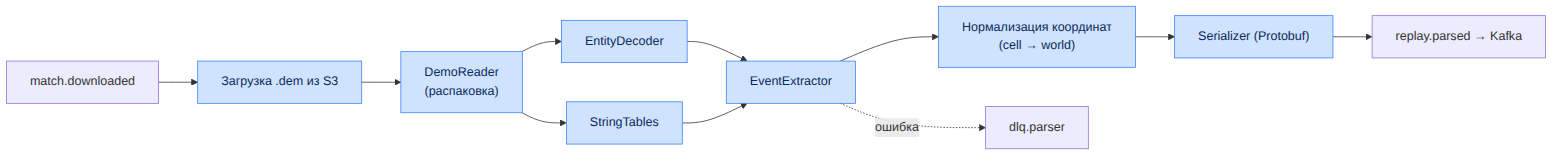 match.downloaded
Загрузка .dem из S3
DemoReader
(распаковка)
EntityDecoder
StringTables
EventExtractor
ошибка
Нормализация координат
(cell → world)
dlq.parser
Serializer (Protobuf)
replay.parsed → Kafka